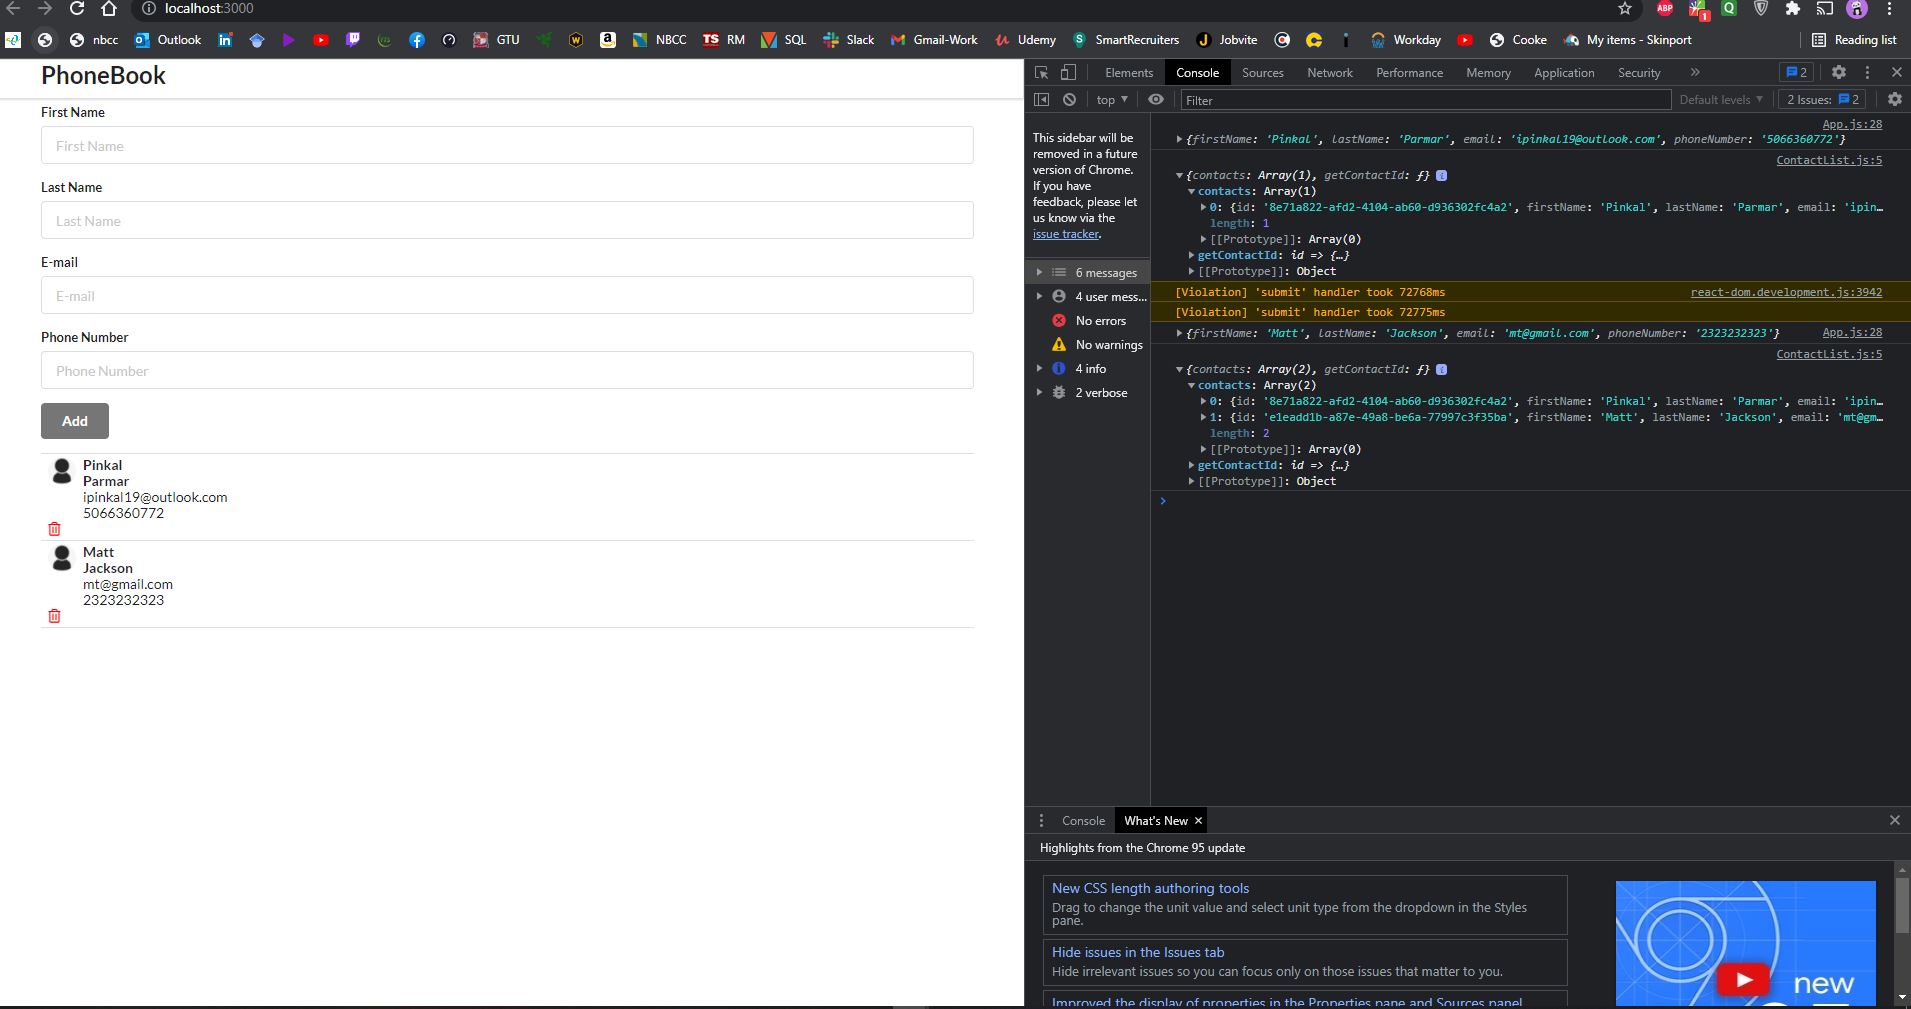 localhost:3000
ABP
1
Q
nbcc
Outlook
in
GTU
NBCC
TS RM
SQL
Slack
Gmail-Work
Udemy
S SmartRecruiters
J Jobvite
Workday
Cooke
My items - Skinport
Reading list
PhoneBook
First Name
First Name
Last Name
Last Name
E-mail
E-mail
Phone Number
Phone Number
Add
Pinkal
Parmar
ipinkal19@outlook.com
5066360772
Matt
Jackson
mt@gmail.com
2323232323
Elements Console Sources Network Performance Memory Application Security » 2
top Filter Default levels 2 Issues: 2
This sidebar will be
removed in a future
version of Chrome.
If you have
feedback, please let
us know via the
issue tracker.
6 messages
4 user mess...
No errors
No warnings
4 info
2 verbose
App.js:28
{firstName: 'Pinkal', lastName: 'Parmar', email: 'ipinkal19@outlook.com', phoneNumber: '5066360772'}
ContactList.js:5
{contacts: Array(1), getContactId: ƒ} i
contacts: Array(1)
0: {id: '8e71a822-afd2-4104-ab60-d936302fc4a2', firstName: 'Pinkal', lastName: 'Parmar', email: 'ipin…
length: 1
[[Prototype]]: Array(0)
getContactId: id => {…}
[[Prototype]]: Object
[Violation] 'submit' handler took 72768ms react-dom.development.js:3942
[Violation] 'submit' handler took 72775ms
{firstName: 'Matt', lastName: 'Jackson', email: 'mt@gmail.com', phoneNumber: '2323232323'} App.js:28
ContactList.js:5
{contacts: Array(2), getContactId: ƒ} i
contacts: Array(2)
0: {id: '8e71a822-afd2-4104-ab60-d936302fc4a2', firstName: 'Pinkal', lastName: 'Parmar', email: 'ipin…
1: {id: 'e1eadd1b-a87e-49a8-be6a-77997c3f35ba', firstName: 'Matt', lastName: 'Jackson', email: 'mt@gm…
length: 2
[[Prototype]]: Array(0)
getContactId: id => {…}
[[Prototype]]: Object
Console What's New
Highlights from the Chrome 95 update
New CSS length authoring tools
Drag to change the unit value and select unit type from the dropdown in the Styles
pane.
Hide issues in the Issues tab
Hide irrelevant issues so you can focus only on those issues that matter to you.
Improved the display of properties in the Properties pane and Sources panel
new